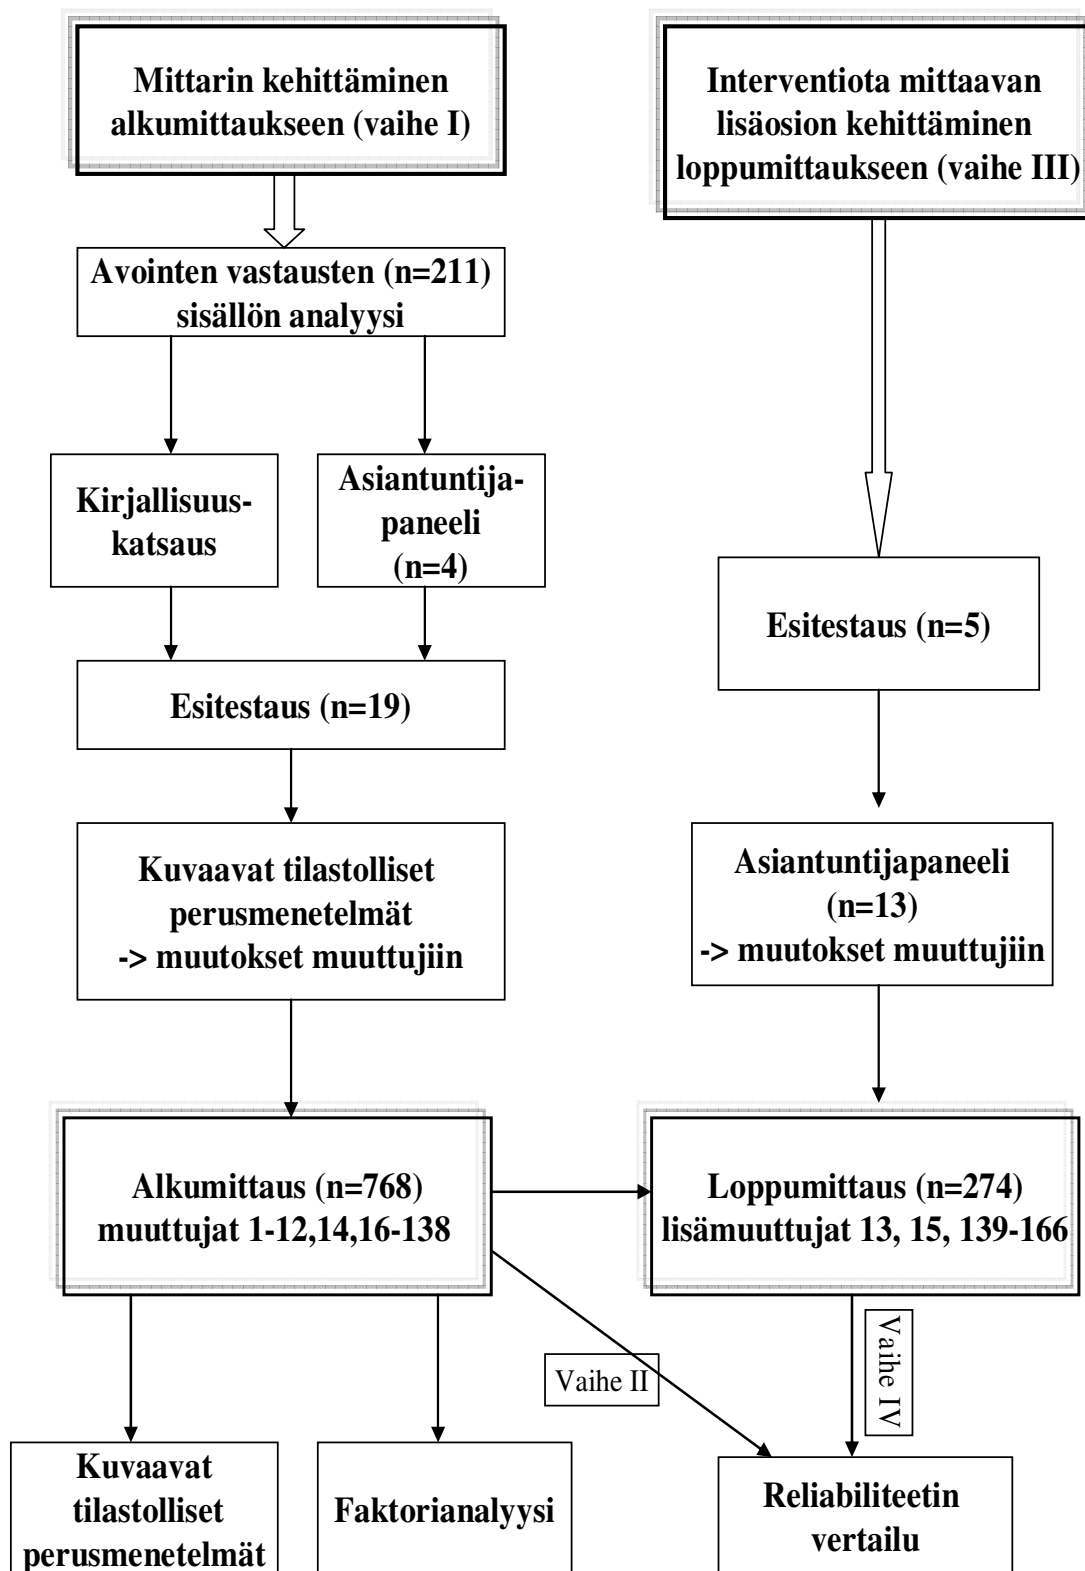 Mittarin kehittäminen
alkumittaukseen (vaihe I)
Interventiota mittaavan
lisäosion kehittäminen
loppumittaukseen (vaihe III)
Avointen vastausten (n=211)
sisällön analyysi
Kirjallisuus-
katsaus
Asiantuntija-
paneeli
(n=4)
Esitestaus (n=5)
Esitestaus (n=19)
Kuvaavat tilastolliset
perusmenetelmät
-> muutokset muuttujiin
Asiantuntijapaneeli
(n=13)
-> muutokset muuttujiin
Alkumittaus (n=768)
muuttujat 1-12,14,16-138
Loppumittaus (n=274)
lisämuuttujat 13, 15, 139-166
Vaihe II
Vaihe IV
Kuvaavat
tilastolliset
perusmenetelmät
Faktorianalyysi
Reliabiliteetin
vertailu